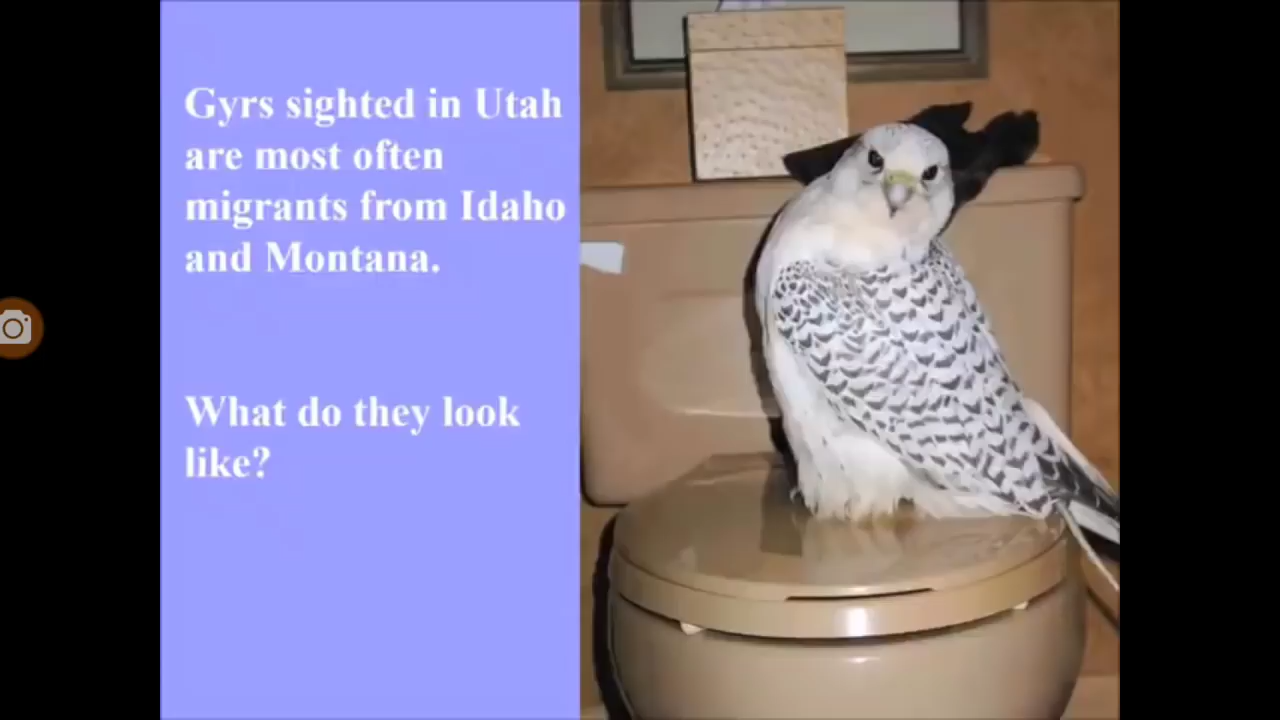 Gyrs sighted in Utah
are most often
migrants from Idaho
and Montana.
What do they look
like?